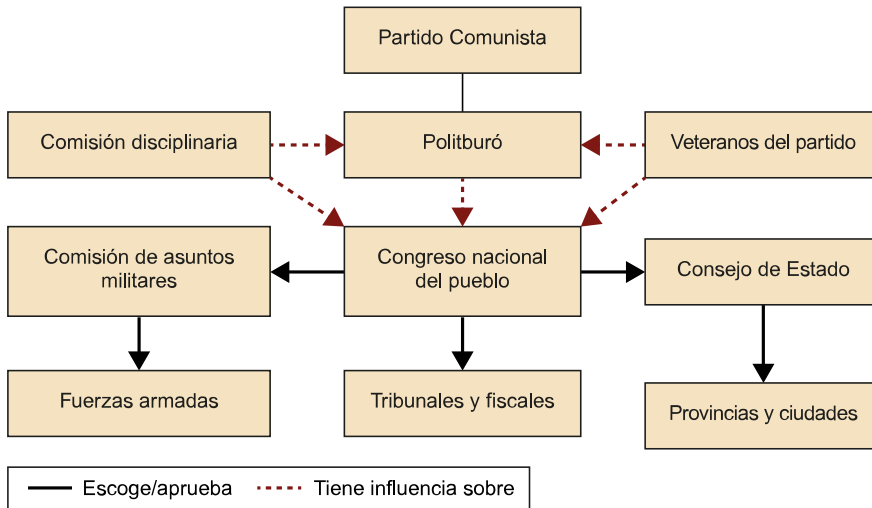 Partido Comunista
Comisión disciplinaria
Politburó
Veteranos del partido
Comisión de asuntos
militares
Congreso nacional
del pueblo
Consejo de Estado
Fuerzas armadas
Tribunales y fiscales
Provincias y ciudades
Escoge/aprueba
Tiene influencia sobre